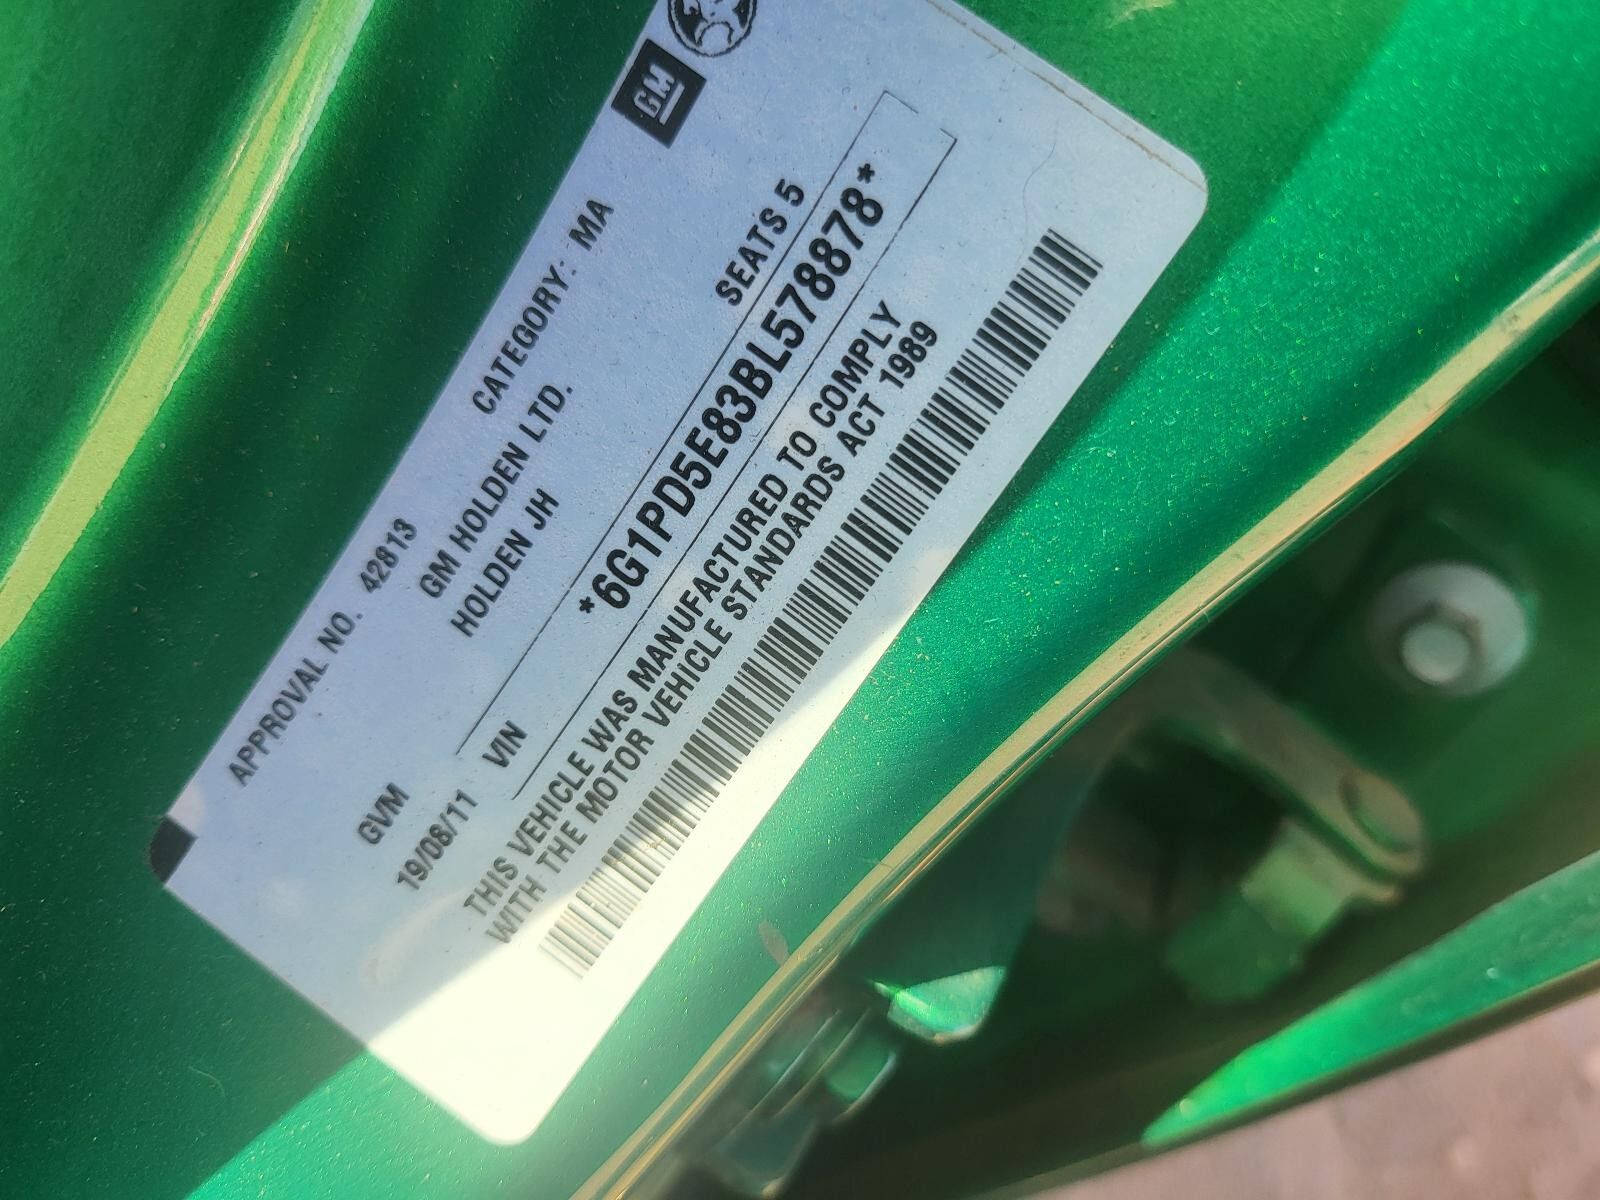 GM
APPROVAL NO. 42813 CATEGORY: MA
GM HOLDEN LTD.
GVM HOLDEN JH
19/08/11 SEATS 5
VIN *6G1PD5E83BL578878*
THIS VEHICLE WAS MANUFACTURED TO COMPLY
WITH THE MOTOR VEHICLE STANDARDS ACT 1989